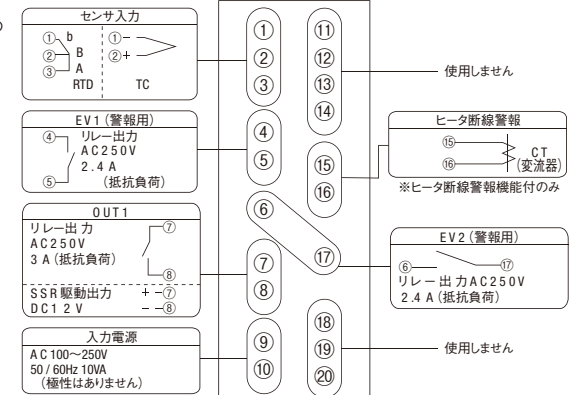 センサ入力
① b
② B
③ A
RTD
①-
②+
TC
EV1(警報用)
④ リレー出力
AC250V
2.4A
⑤ (抵抗負荷)
OUT1
リレー出力 ⑦
AC250V
3A(抵抗負荷)
⑧
SSR駆動出力 + -⑦
DC12V - -⑧
入力電源
AC100~250V
50/60Hz 10VA
(極性はありません)
①
②
③
④
⑤
⑥
⑦
⑧
⑨
⑩
⑪
⑫
⑬
⑭
⑮
⑯
⑰
⑱
⑲
⑳
使用しません
ヒータ断線警報
⑮
⑯
CT
(変流器)
※ヒータ断線警報機能付のみ
EV2(警報用)
⑥ ⑰
リレー出力AC250V
2.4A(抵抗負荷)
使用しません